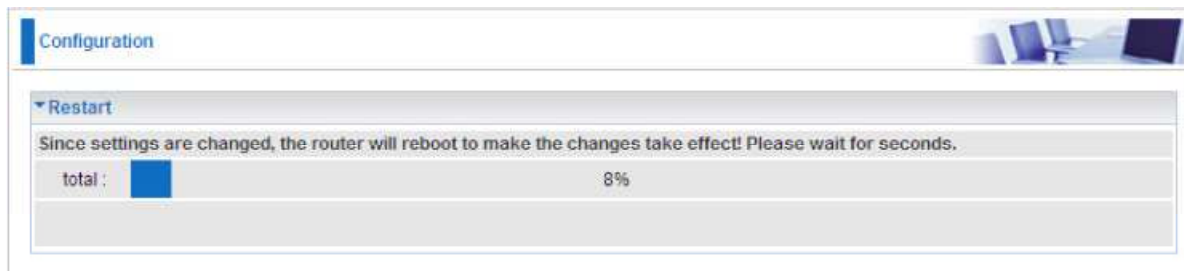 Configuration
Restart
Since settings are changed, the router will reboot to make the changes take effect! Please wait for seconds.
total : 8%